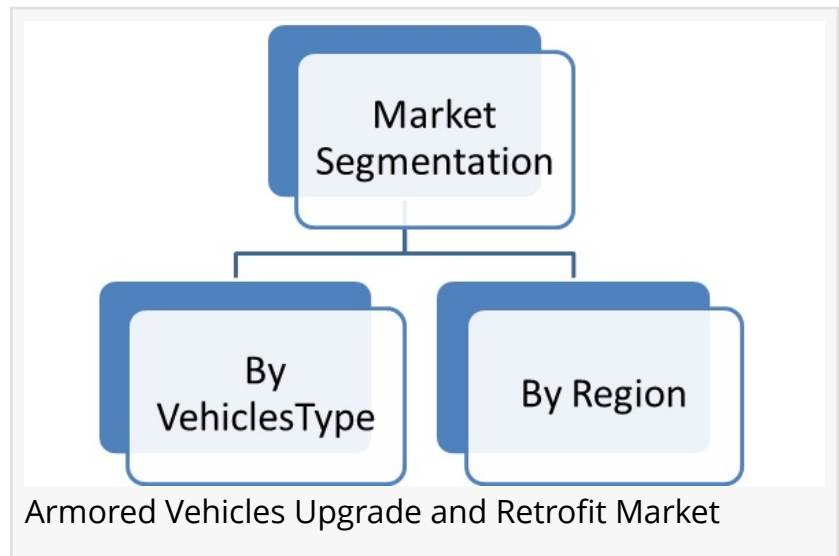 Market
Segmentation
By
VehiclesType
By Region
Armored Vehicles Upgrade and Retrofit Market